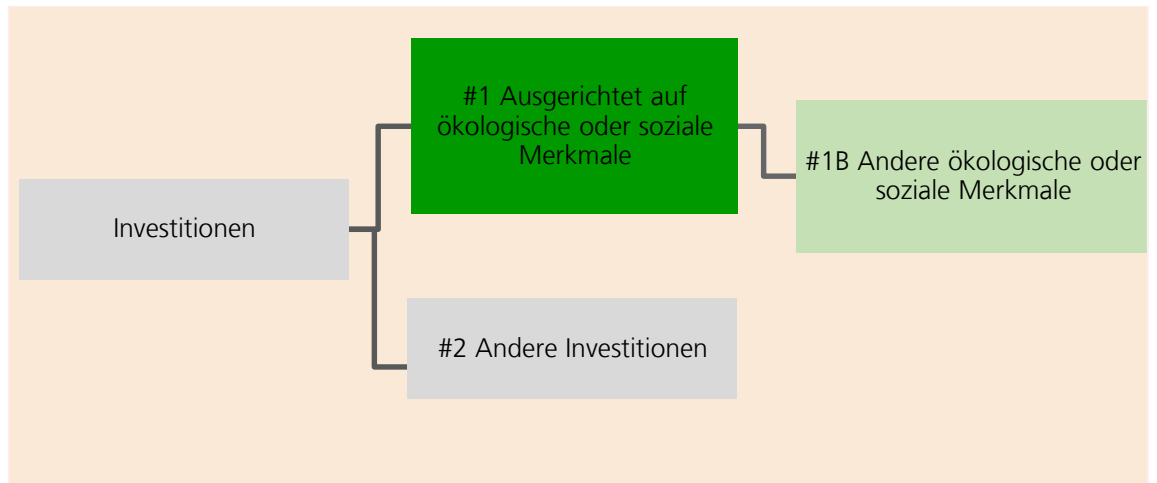 #1 Ausgerichtet auf
ökologische oder soziale
Merkmale
#1B Andere ökologische oder
soziale Merkmale
Investitionen
#2 Andere Investitionen